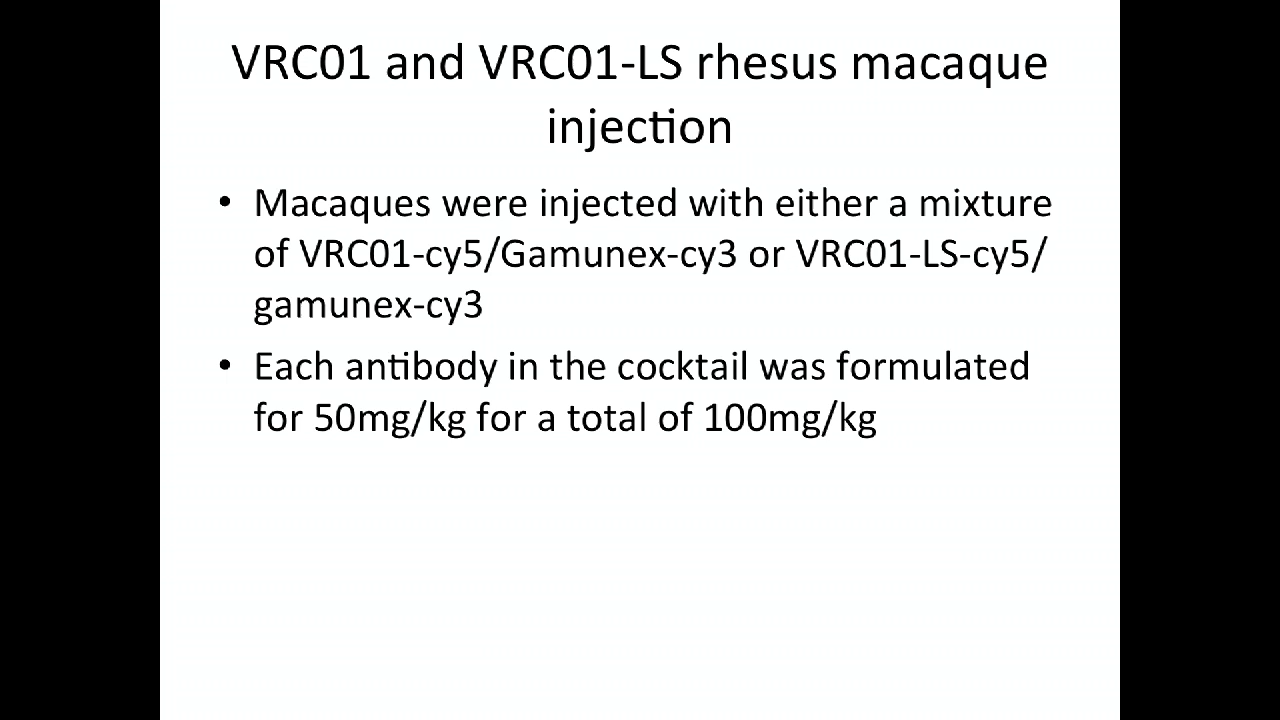 VRC01 and VRC01-LS rhesus macaque
injection
• Macaques were injected with either a mixture
of VRC01-cy5/Gamunex-cy3 or VRC01-LS-cy5/
gamunex-cy3
• Each antibody in the cocktail was formulated
for 50mg/kg for a total of 100mg/kg